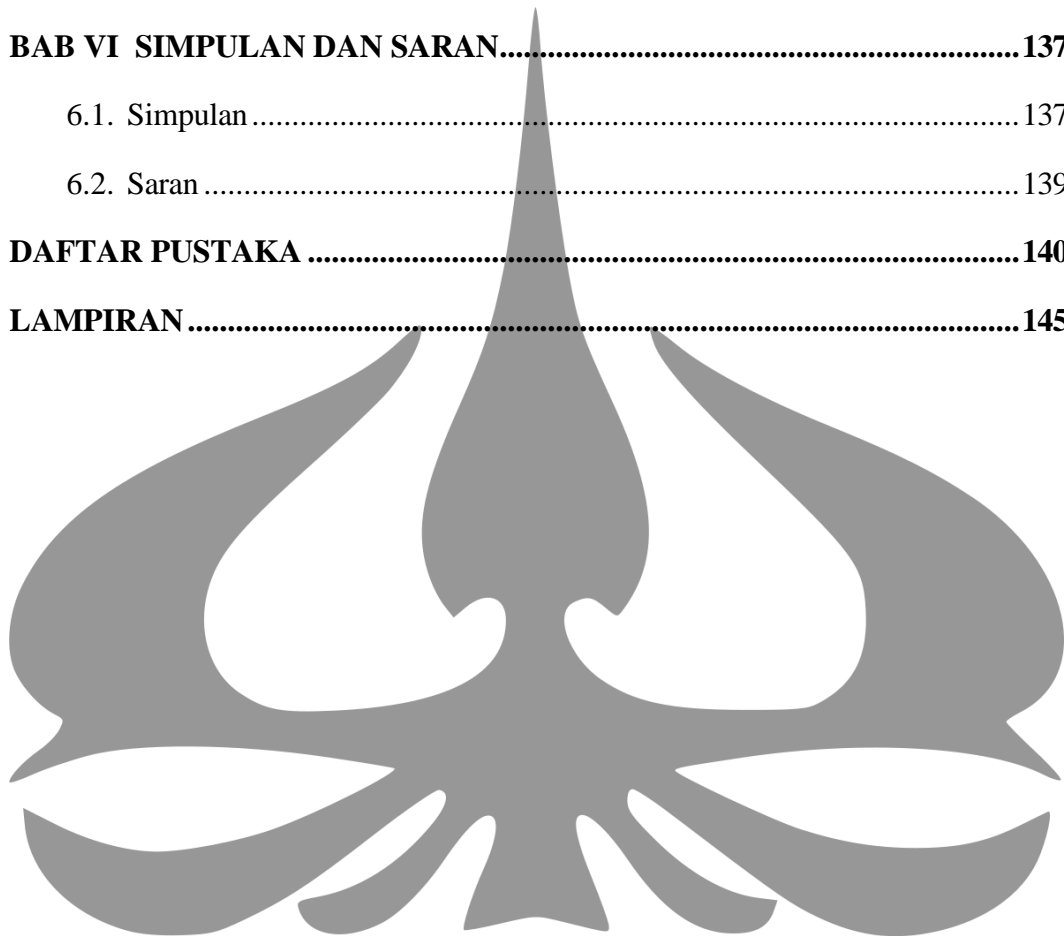 BAB VI SIMPULAN DAN SARAN.......................................................................137
6.1. Simpulan.............................................................................................137
6.2. Saran...................................................................................................139
DAFTAR PUSTAKA.........................................................................................140
LAMPIRAN.......................................................................................................145